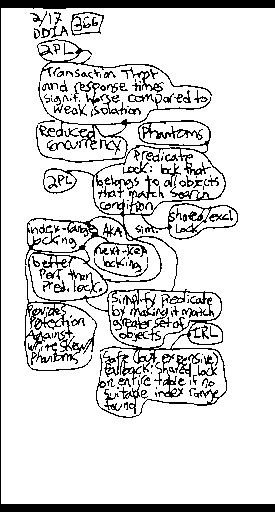 2/17
DDIA 266
2PL
Transaction Thrpt
and response times
signif. worse compared to
weak isolation
Reduced
concurrency
Phantoms
Predicate
Lock: lock that
belongs to all objects
that match search
condition
2PL
shared/excl
lock
sim.
index-range
locking
AKA
next-key
locking
better
Perf than
Pred. lock.
Simplify Predicate
by making it match
greater set of
objects
IRL
Provides
Protection
Against
write skew/
Phantoms
Safe (but expensive)
fallback: shared lock
on entire table if no
suitable index range
found